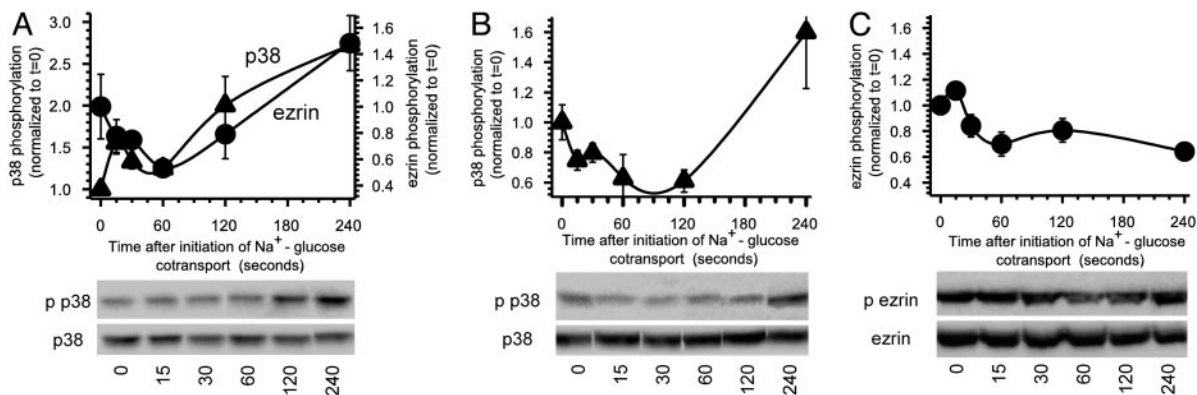 A
p38 phosphorylation
(normalized to t=0)
3.0
2.5
2.0
1.5
1.0
p38
ezrin
1.6
1.4
1.2
1.0
0.8
0.6
0.4
ezrin phosphorylation
(normalized to t=0)
0 60 120 180 240
Time after initiation of Na+ - glucose
cotransport (seconds)
p p38
p38
0 15 30 60 120 240
B
p38 phosphorylation
(normalized to t=0)
1.6
1.4
1.2
1.0
0.8
0.6
0 60 120 180 240
Time after initiation of Na+ - glucose
cotransport (seconds)
p p38
p38
0 15 30 60 120 240
C
ezrin phosphorylation
(normalized to t=0)
1.6
1.4
1.2
1.0
0.8
0.6
0.4
0 60 120 180 240
Time after initiation of Na+ - glucose
cotransport (seconds)
p ezrin
ezrin
0 15 30 60 120 240